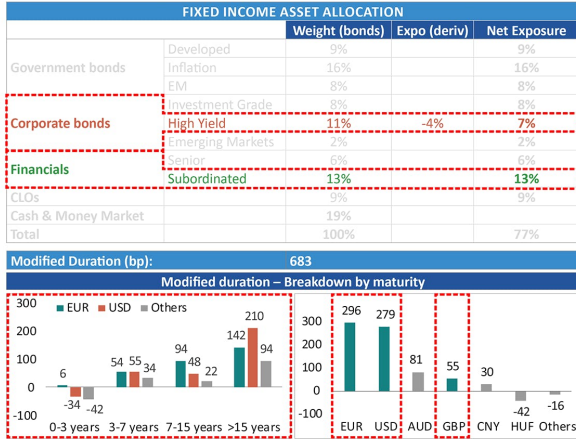 FIXED INCOME ASSET ALLOCATION
Weight (bonds) Expo (deriv) Net Exposure
Government bonds Developed 9% 9%
Inflation 16% 16%
EM 8% 8%
Corporate bonds Investment Grade 8% 8%
High Yield 11% -4% 7%
Emerging Markets 2% 2%
Financials Senior 6% 6%
Subordinated 13% 13%
CLOs 9% 9%
Cash & Money Market 19%
Total 100% 77%
Modified Duration (bp): 683
Modified duration – Breakdown by maturity
EUR USD Others
300
200
100
0
-100
6 -34 -42
54 55 34
94 48 22
142 210 94
0-3 years 3-7 years 7-15 years >15 years
300
200
100
0
-100
296 279 81 55 30 -42 -16
EUR USD AUD GBP CNY HUF Others